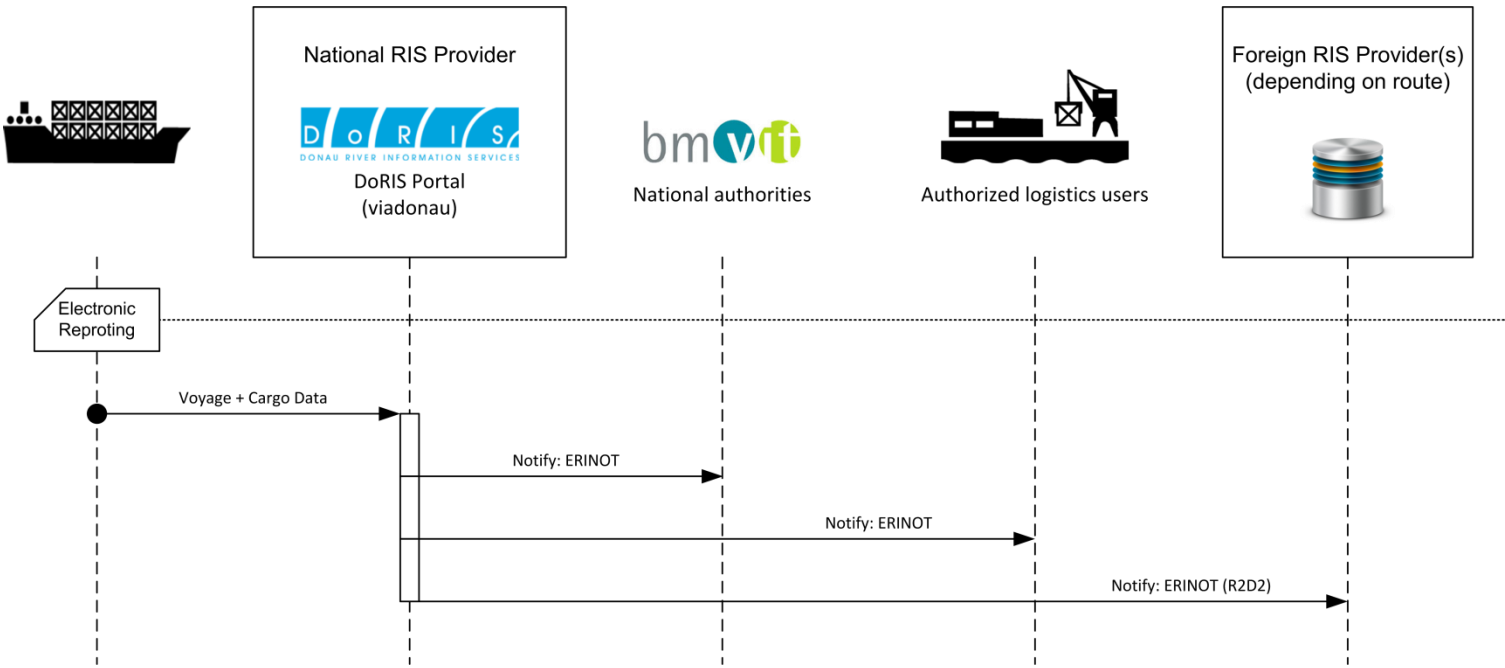 National RIS Provider
DoRIS
DONAU RIVER INFORMATION SERVICES
DoRIS Portal
(viadonau)
bmvit
National authorities
Authorized logistics users
Foreign RIS Provider(s)
(depending on route)
Electronic
Reproting
Voyage + Cargo Data
Notify: ERINOT
Notify: ERINOT
Notify: ERINOT (R2D2)